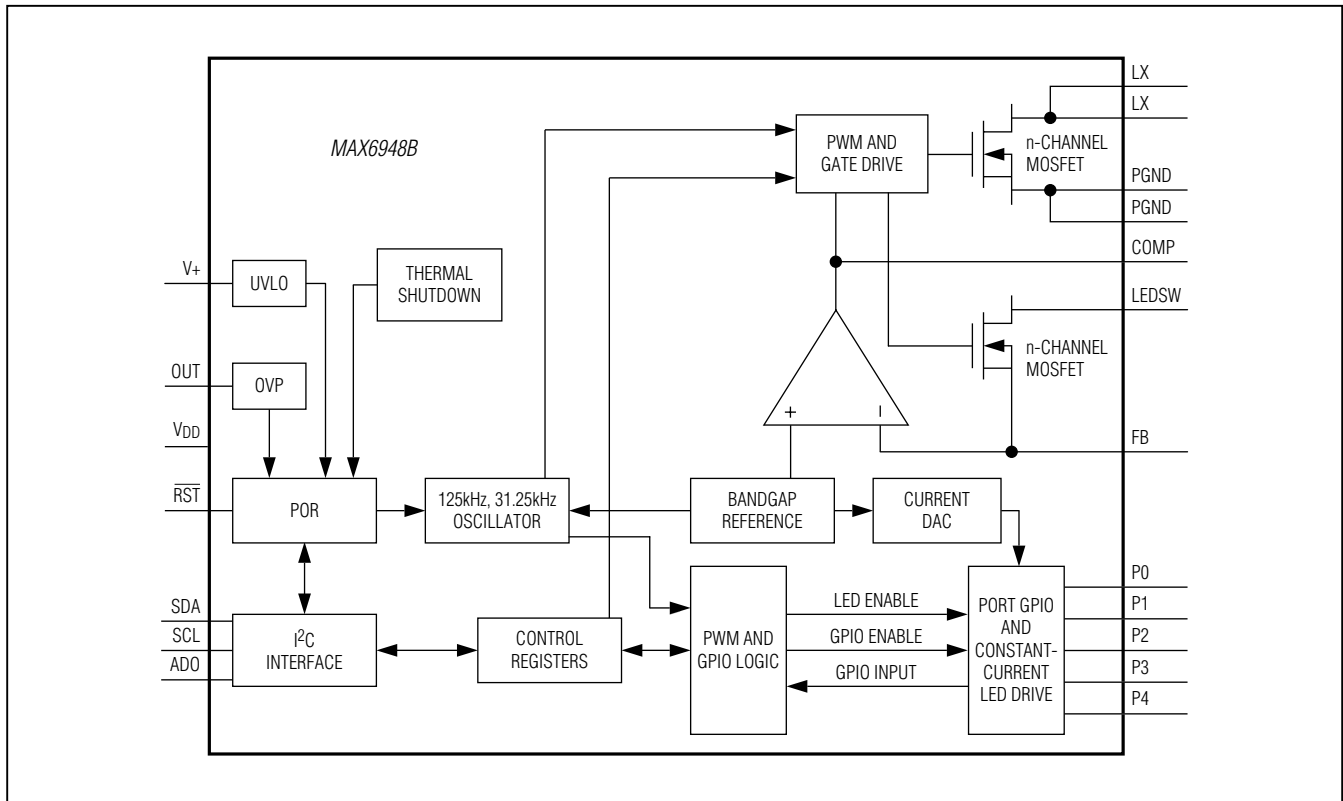 MAX6948B
LX
LX
PWM AND
GATE DRIVE
n-CHANNEL
MOSFET
PGND
PGND
COMP
V+
UVLO
THERMAL
SHUTDOWN
LEDSW
n-CHANNEL
MOSFET
OUT
OVP
+
–
VDD
FB
RST
POR
125kHz, 31.25kHz
OSCILLATOR
BANDGAP
REFERENCE
CURRENT
DAC
SDA
SCL
ADO
I2C
INTERFACE
CONTROL
REGISTERS
PWM AND
GPIO LOGIC
LED ENABLE
GPIO ENABLE
GPIO INPUT
PORT GPIO
AND
CONSTANT-
CURRENT
LED DRIVE
P0
P1
P2
P3
P4